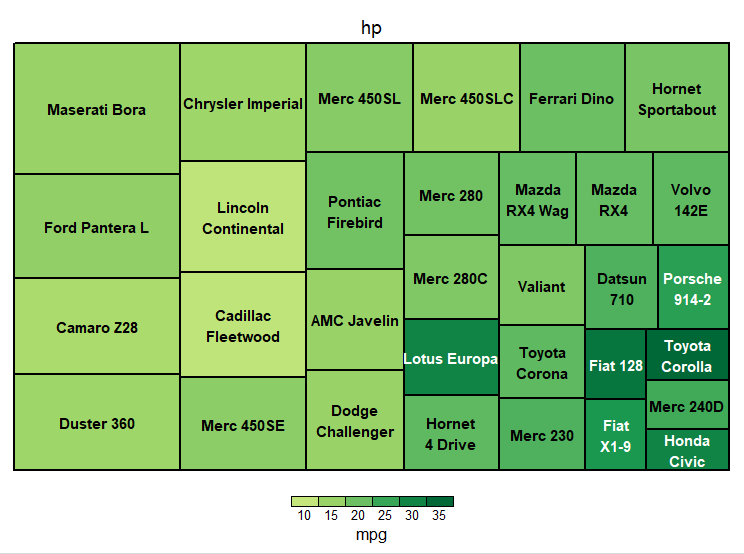 hp
Maserati Bora
Ford Pantera L
Camaro Z28
Duster 360
Chrysler Imperial
Lincoln
Continental
Cadillac
Fleetwood
Merc 450SE
Merc 450SL
Merc 450SLC
Ferrari Dino
Hornet
Sportabout
Pontiac
Firebird
AMC Javelin
Dodge
Challenger
Merc 280
Merc 280C
Lotus Europa
Hornet
4 Drive
Mazda
RX4 Wag
Mazda
RX4
Volvo
142E
Valiant
Toyota
Corona
Merc 230
Datsun
710
Porsche
914-2
Fiat 128
Fiat
X1-9
Toyota
Corolla
Merc 240D
Honda
Civic
10 15 20 25 30 35
mpg